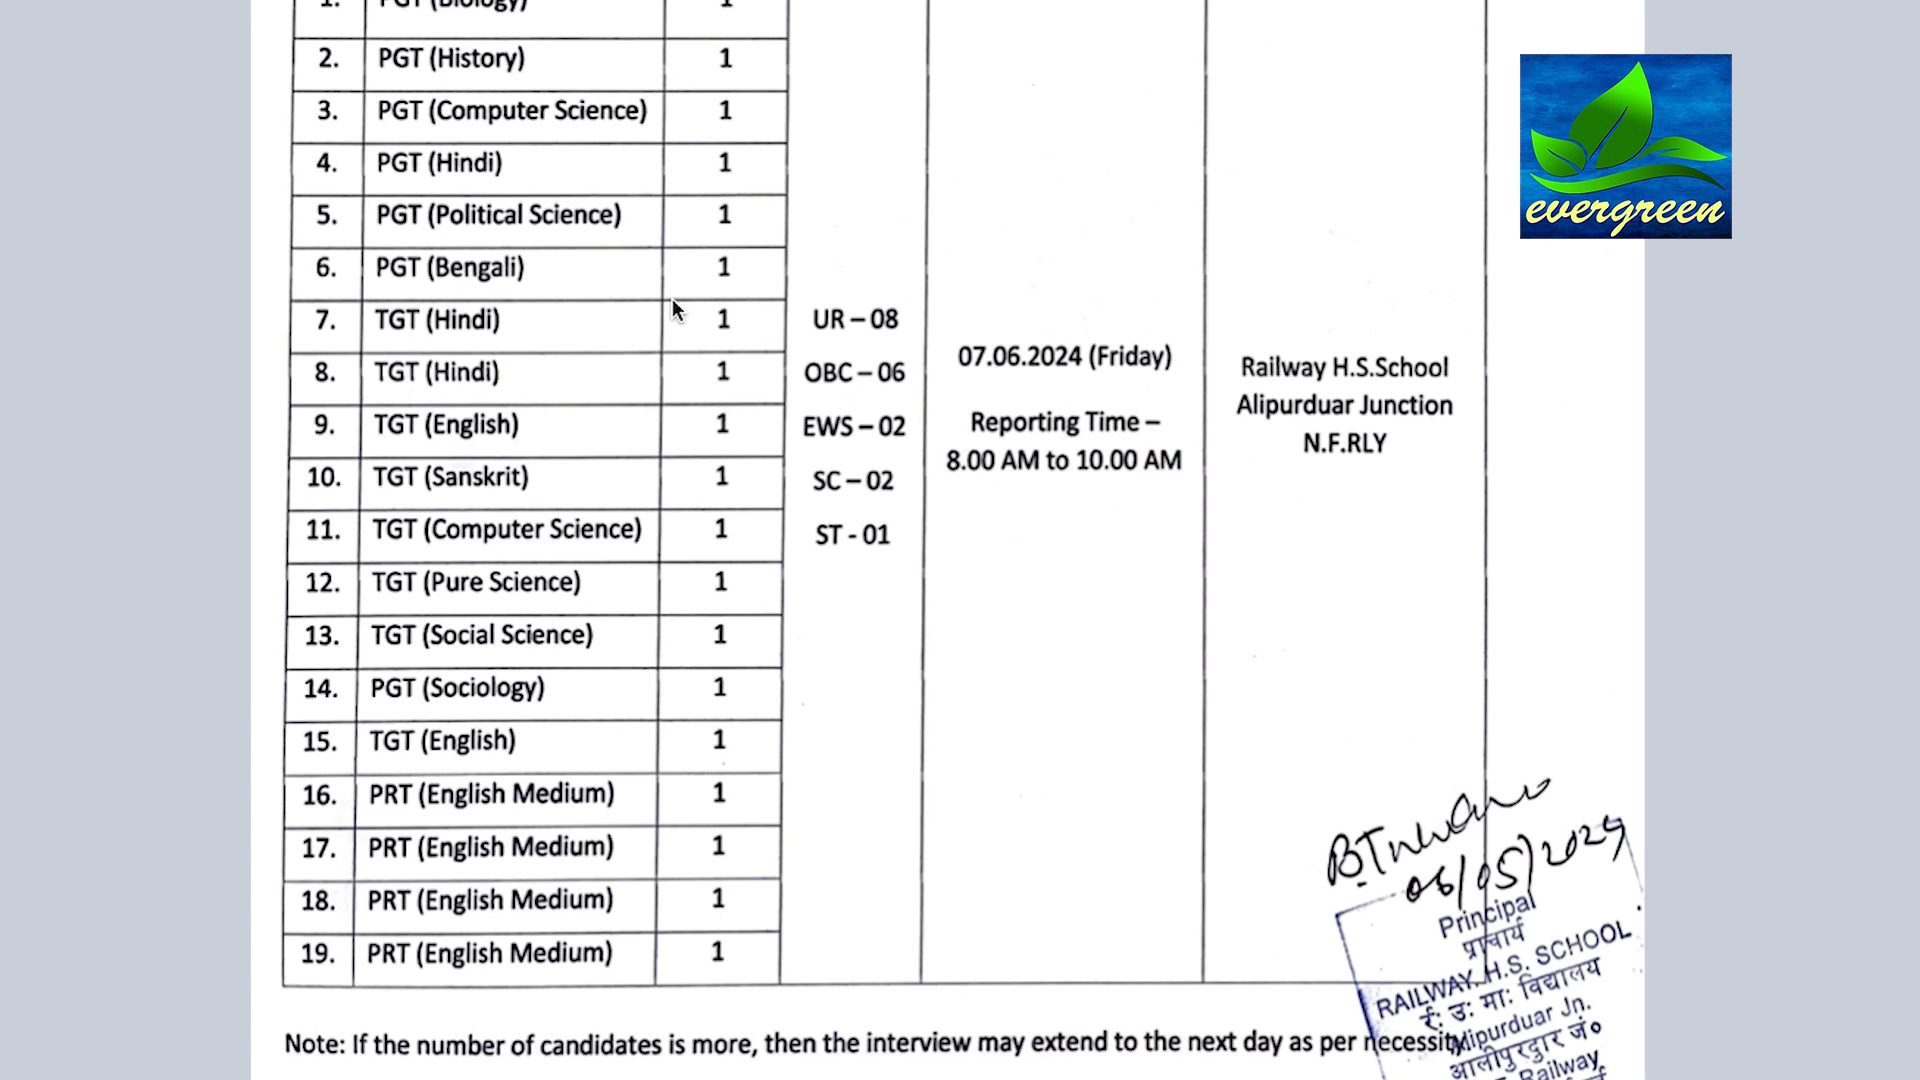 1. PGT (Biology) 1
2. PGT (History) 1
3. PGT (Computer Science) 1
4. PGT (Hindi) 1
5. PGT (Political Science) 1
6. PGT (Bengali) 1
7. TGT (Hindi) 1
8. TGT (Hindi) 1
9. TGT (English) 1
10. TGT (Sanskrit) 1
11. TGT (Computer Science) 1
12. TGT (Pure Science) 1
13. TGT (Social Science) 1
14. PGT (Sociology) 1
15. TGT (English) 1
16. PRT (English Medium) 1
17. PRT (English Medium) 1
18. PRT (English Medium) 1
19. PRT (English Medium) 1
UR – 08
OBC – 06
EWS – 02
SC – 02
ST - 01
07.06.2024 (Friday)
Reporting Time –
8.00 AM to 10.00 AM
Railway H.S.School
Alipurduar Junction
N.F.RLY
evergreen
06/05/2024
Principal
प्राचार्य
RAILWAY H.S. SCHOOL
उ: मा: विद्यालय
Alipurduar Jn.
आलीपुरद्वार जं०
Railway
Note: If the number of candidates is more, then the interview may extend to the next day as per necessity.